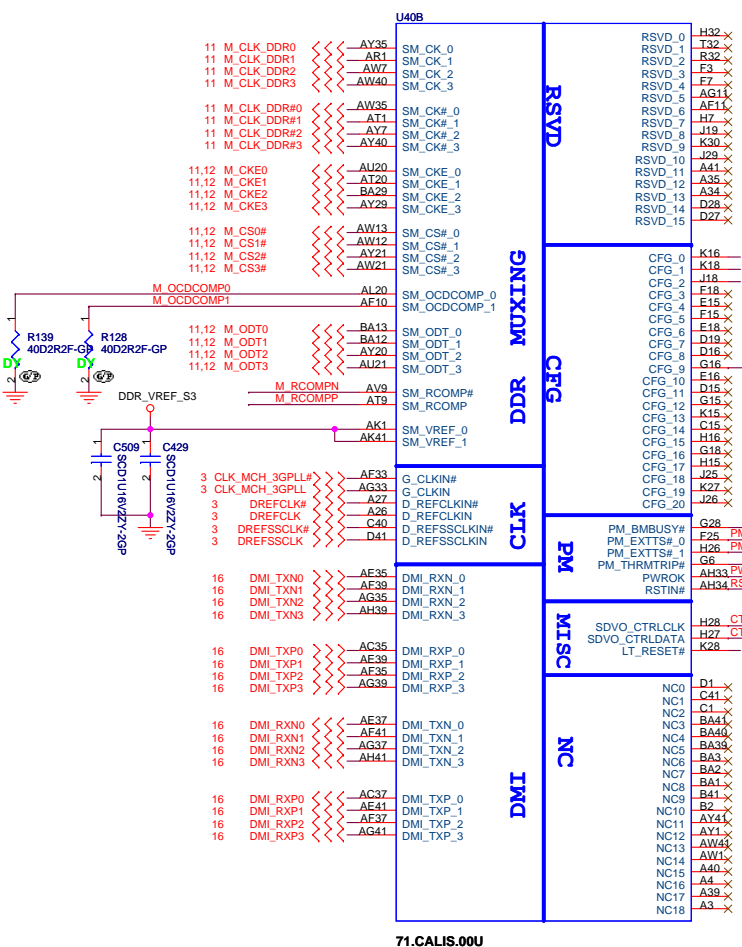 U40B
11 M_CLK_DDR0 AY35 SM_CK_0
11 M_CLK_DDR1 AR1 SM_CK_1
11 M_CLK_DDR2 AW7 SM_CK_2
11 M_CLK_DDR3 AW40 SM_CK_3
11 M_CLK_DDR#0 AW35 SM_CK#_0
11 M_CLK_DDR#1 AT1 SM_CK#_1
11 M_CLK_DDR#2 AY7 SM_CK#_2
11 M_CLK_DDR#3 AY40 SM_CK#_3
11,12 M_CKE0 AU20 SM_CKE_0
11,12 M_CKE1 AT20 SM_CKE_1
11,12 M_CKE2 BA29 SM_CKE_2
11,12 M_CKE3 AY29 SM_CKE_3
11,12 M_CS0# AW13 SM_CS#_0
11,12 M_CS1# AW12 SM_CS#_1
11,12 M_CS2# AY21 SM_CS#_2
11,12 M_CS3# AW21 SM_CS#_3
M_OCDCOMP0 AL20 SM_OCDCOMP_0
M_OCDCOMP1 AF10 SM_OCDCOMP_1
11,12 M_ODT0 BA13 SM_ODT_0
11,12 M_ODT1 BA12 SM_ODT_1
11,12 M_ODT2 AY20 SM_ODT_2
11,12 M_ODT3 AU21 SM_ODT_3
1 R139 1 R128
40D2R2F-GP 40D2R2F-GP
DY DY
2 2
M_RCOMPN AV9 SM_RCOMP#
M_RCOMPP AT9 SM_RCOMP
DDR_VREF_S3
AK1 SM_VREF_0
AK41 SM_VREF_1
1 C509 1 C429
2 SCD1U16V2ZY-2GP 2 SCD1U16V2ZY-2GP
DDR MUXING
3 CLK_MCH_3GPLL# AF33 G_CLKIN#
3 CLK_MCH_3GPLL AG33 G_CLKIN
3 DREFCLK# A27 D_REFCLKIN#
3 DREFCLK A26 D_REFCLKIN
3 DREFSSCLK# C40 D_REFSSCLKIN#
3 DREFSSCLK D41 D_REFSSCLKIN
CLK
16 DMI_TXN0 AE35 DMI_RXN_0
16 DMI_TXN1 AF39 DMI_RXN_1
16 DMI_TXN2 AG35 DMI_RXN_2
16 DMI_TXN3 AH39 DMI_RXN_3
16 DMI_TXP0 AC35 DMI_RXP_0
16 DMI_TXP1 AE39 DMI_RXP_1
16 DMI_TXP2 AF35 DMI_RXP_2
16 DMI_TXP3 AG39 DMI_RXP_3
16 DMI_RXN0 AE37 DMI_TXN_0
16 DMI_RXN1 AF41 DMI_TXN_1
16 DMI_RXN2 AG37 DMI_TXN_2
16 DMI_RXN3 AH41 DMI_TXN_3
16 DMI_RXP0 AC37 DMI_TXP_0
16 DMI_RXP1 AE41 DMI_TXP_1
16 DMI_RXP2 AF37 DMI_TXP_2
16 DMI_RXP3 AG41 DMI_TXP_3
DMI
RSVD
RSVD_0 H32
RSVD_1 T32
RSVD_2 R32
RSVD_3 F3
RSVD_4 F7
RSVD_5 AG11
RSVD_6 AF11
RSVD_7 H7
RSVD_8 J19
RSVD_9 K30
RSVD_10 J29
RSVD_11 A41
RSVD_12 A35
RSVD_13 A34
RSVD_14 D28
RSVD_15 D27
CFG
CFG_0 K16
CFG_1 K18
CFG_2 J18
CFG_3 F18
CFG_4 E15
CFG_5 F15
CFG_6 E18
CFG_7 D19
CFG_8 D16
CFG_9 G16
CFG_10 E16
CFG_11 D15
CFG_12 G15
CFG_13 K15
CFG_14 C15
CFG_15 H16
CFG_16 G18
CFG_17 H15
CFG_18 J25
CFG_19 K27
CFG_20 J26
PM
PM_BMBUSY# G28
PM_EXTTS#_0 F25 PM
PM_EXTTS#_1 H26 PM
PM_THRMTRIP# G6
PWROK AH33 PW
RSTIN# AH34 RS
MISC
SDVO_CTRLCLK H28 CT
SDVO_CTRLDATA H27 CT
LT_RESET# K28
NC
NC0 D1
NC1 C41
NC2 C1
NC3 BA41
NC4 BA40
NC5 BA39
NC6 BA3
NC7 BA2
NC8 BA1
NC9 B41
NC10 B2
NC11 AY41
NC12 AY1
NC13 AW41
NC14 AW1
NC15 A40
NC16 A4
NC17 A39
NC18 A3
71.CALIS.00U